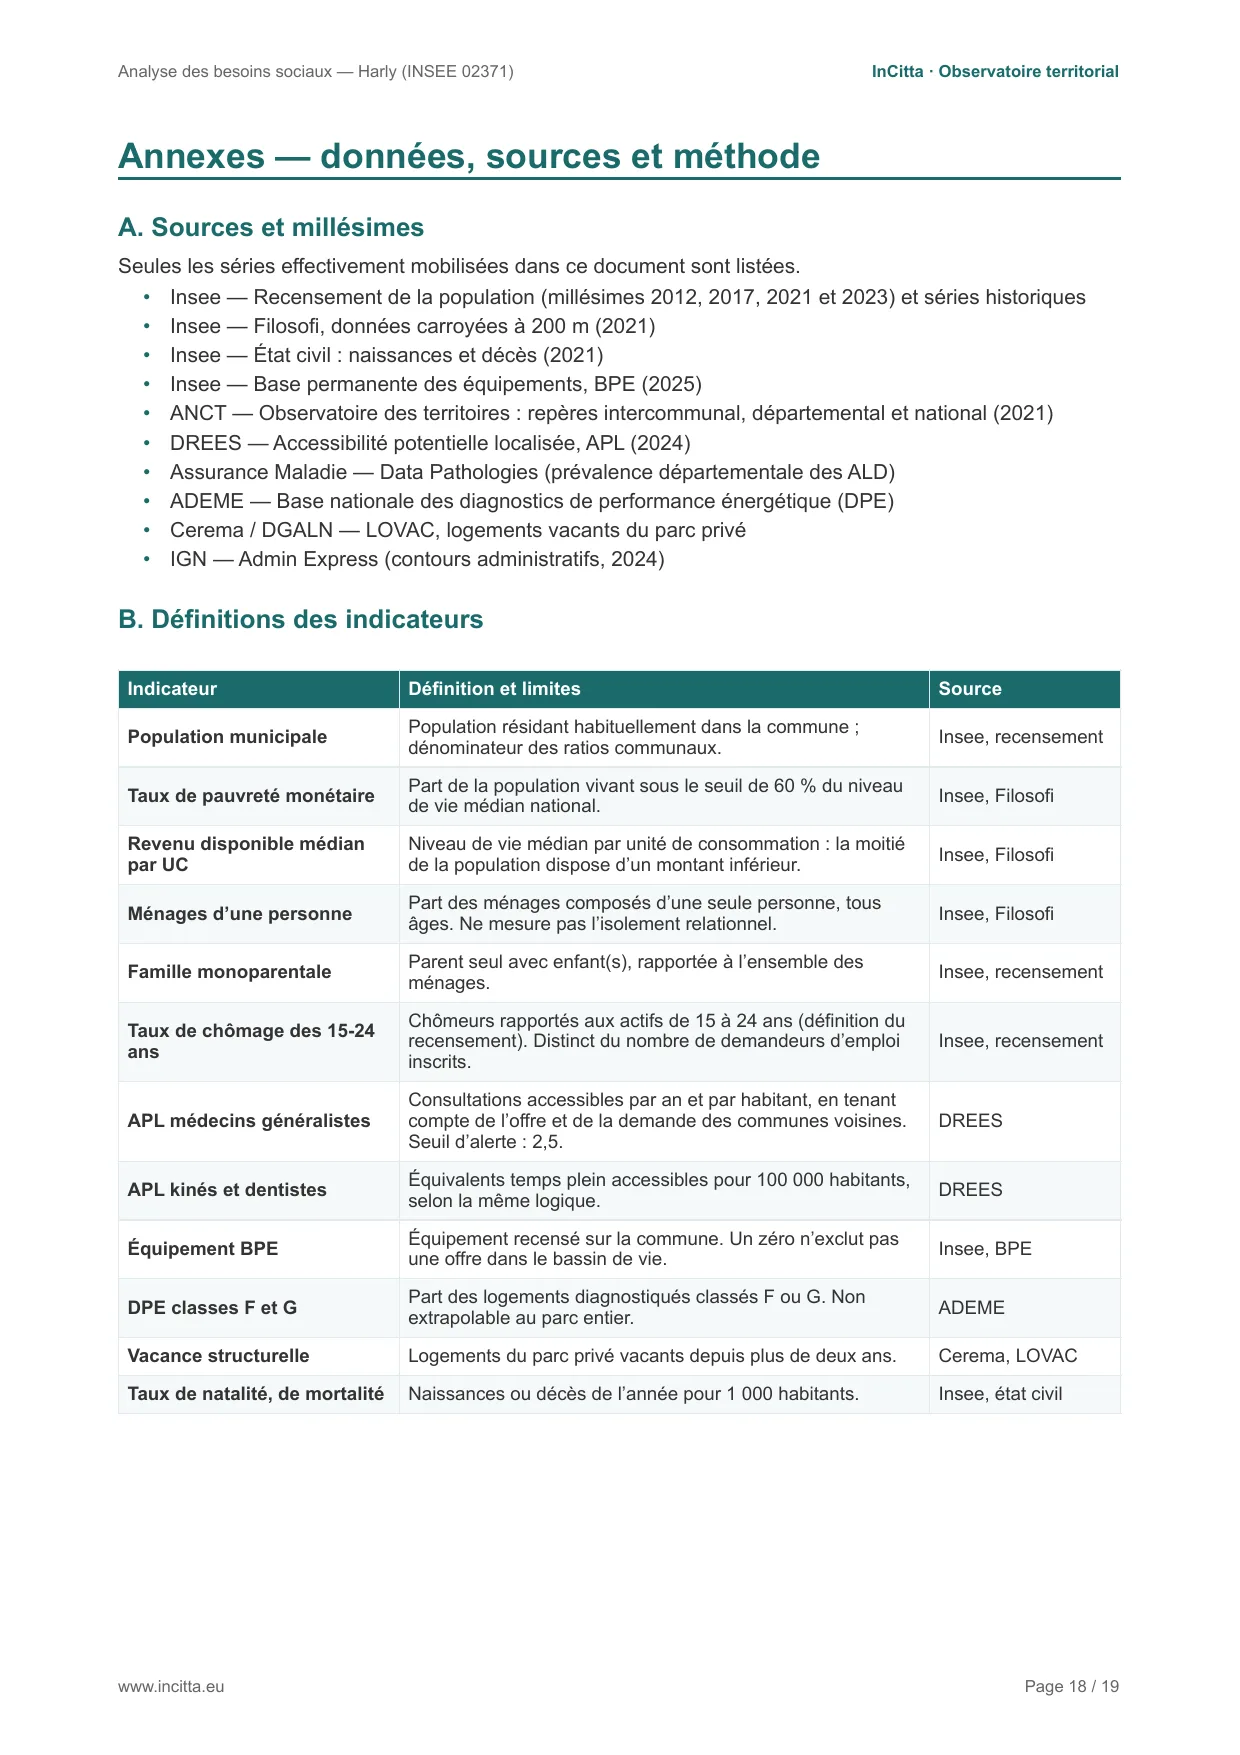 Analyse des besoins sociaux — Harly (INSEE 02371)
InCitta · Observatoire territorial
Annexes — données, sources et méthode
A. Sources et millésimes
Seules les séries effectivement mobilisées dans ce document sont listées.
• Insee — Recensement de la population (millésimes 2012, 2017, 2021 et 2023) et séries historiques
• Insee — Filosofi, données carroyées à 200 m (2021)
• Insee — État civil : naissances et décès (2021)
• Insee — Base permanente des équipements, BPE (2025)
• ANCT — Observatoire des territoires : repères intercommunal, départemental et national (2021)
• DREES — Accessibilité potentielle localisée, APL (2024)
• Assurance Maladie — Data Pathologies (prévalence départementale des ALD)
• ADEME — Base nationale des diagnostics de performance énergétique (DPE)
• Cerema / DGALN — LOVAC, logements vacants du parc privé
• IGN — Admin Express (contours administratifs, 2024)
B. Définitions des indicateurs
Indicateur
Définition et limites
Source
Population municipale
Population résidant habituellement dans la commune ;
dénominateur des ratios communaux.
Insee, recensement
Taux de pauvreté monétaire
Part de la population vivant sous le seuil de 60 % du niveau
de vie médian national.
Insee, Filosofi
Revenu disponible médian
par UC
Niveau de vie médian par unité de consommation : la moitié
de la population dispose d’un montant inférieur.
Insee, Filosofi
Ménages d’une personne
Part des ménages composés d’une seule personne, tous
âges. Ne mesure pas l’isolement relationnel.
Insee, Filosofi
Famille monoparentale
Parent seul avec enfant(s), rapportée à l’ensemble des
ménages.
Insee, recensement
Taux de chômage des 15-24
ans
Chômeurs rapportés aux actifs de 15 à 24 ans (définition du
recensement). Distinct du nombre de demandeurs d’emploi
inscrits.
Insee, recensement
APL médecins généralistes
Consultations accessibles par an et par habitant, en tenant
compte de l’offre et de la demande des communes voisines.
Seuil d’alerte : 2,5.
DREES
APL kinés et dentistes
Équivalents temps plein accessibles pour 100 000 habitants,
selon la même logique.
DREES
Équipement BPE
Équipement recensé sur la commune. Un zéro n’exclut pas
une offre dans le bassin de vie.
Insee, BPE
DPE classes F et G
Part des logements diagnostiqués classés F ou G. Non
extrapolable au parc entier.
ADEME
Vacance structurelle
Logements du parc privé vacants depuis plus de deux ans.
Cerema, LOVAC
Taux de natalité, de mortalité
Naissances ou décès de l’année pour 1 000 habitants.
Insee, état civil
www.incitta.eu
Page 18 / 19